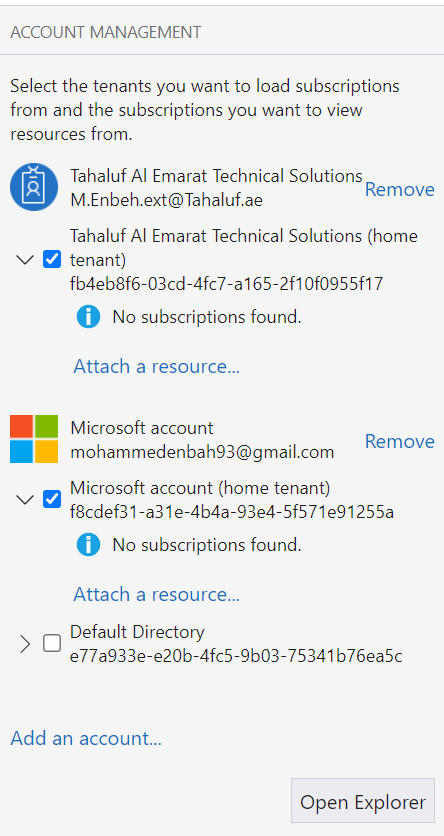 ACCOUNT MANAGEMENT
Select the tenants you want to load subscriptions
from and the subscriptions you want to view
resources from.
Tahaluf Al Emarat Technical Solutions
M.Enbeh.ext@Tahaluf.ae
Remove
Tahaluf Al Emarat Technical Solutions (home
tenant)
fb4eb8f6-03cd-4fc7-a165-2f10f0955f17
No subscriptions found.
Attach a resource...
Microsoft account
mohammedenbah93@gmail.com
Remove
Microsoft account (home tenant)
f8cdef31-a31e-4b4a-93e4-5f571e91255a
No subscriptions found.
Attach a resource...
Default Directory
e77a933e-e20b-4fc5-9b03-75341b76ea5c
Add an account...
Open Explorer